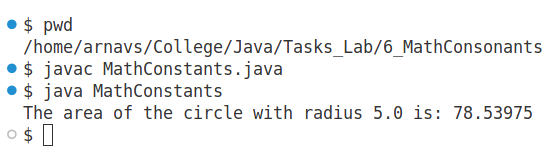 $ pwd
/home/arnavs/College/Java/Tasks_Lab/6_MathConsonants
$ javac MathConstants.java
$ java MathConstants
The area of the circle with radius 5.0 is: 78.53975
$